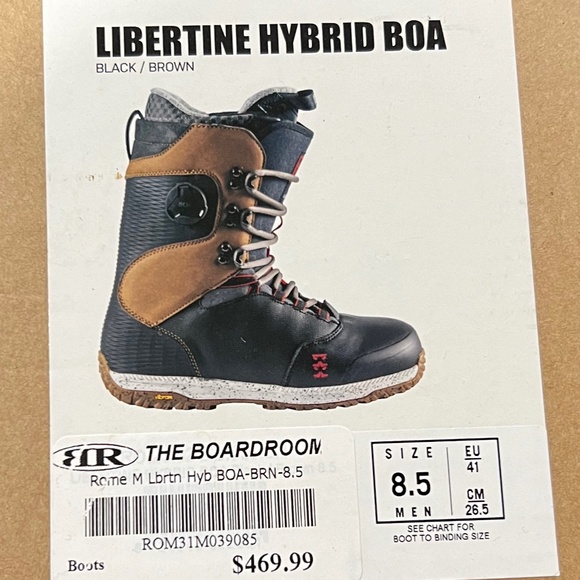 LIBERTINE HYBRID BOA
BLACK / BROWN
vibram
THE BOARDROOM
Rome M Lbrtn Hyb BOA-BRN-8.5
ROM31M039085
Boots
$469.99
SIZE
8.5
MEN
EU
41
CM
26.5
SEE CHART FOR
BOOT TO BINDING SIZE